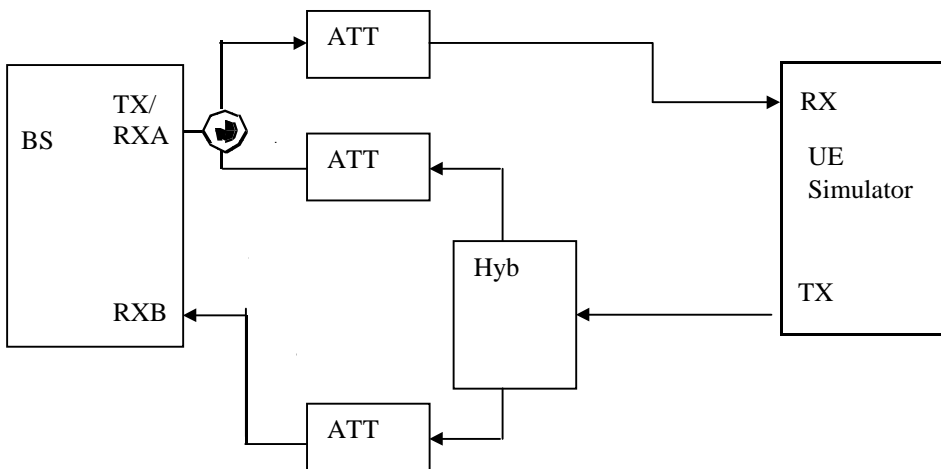 ATT
TX/
RXA
BS
RX
UE
Simulator
ATT
Hyb
TX
RXB
ATT